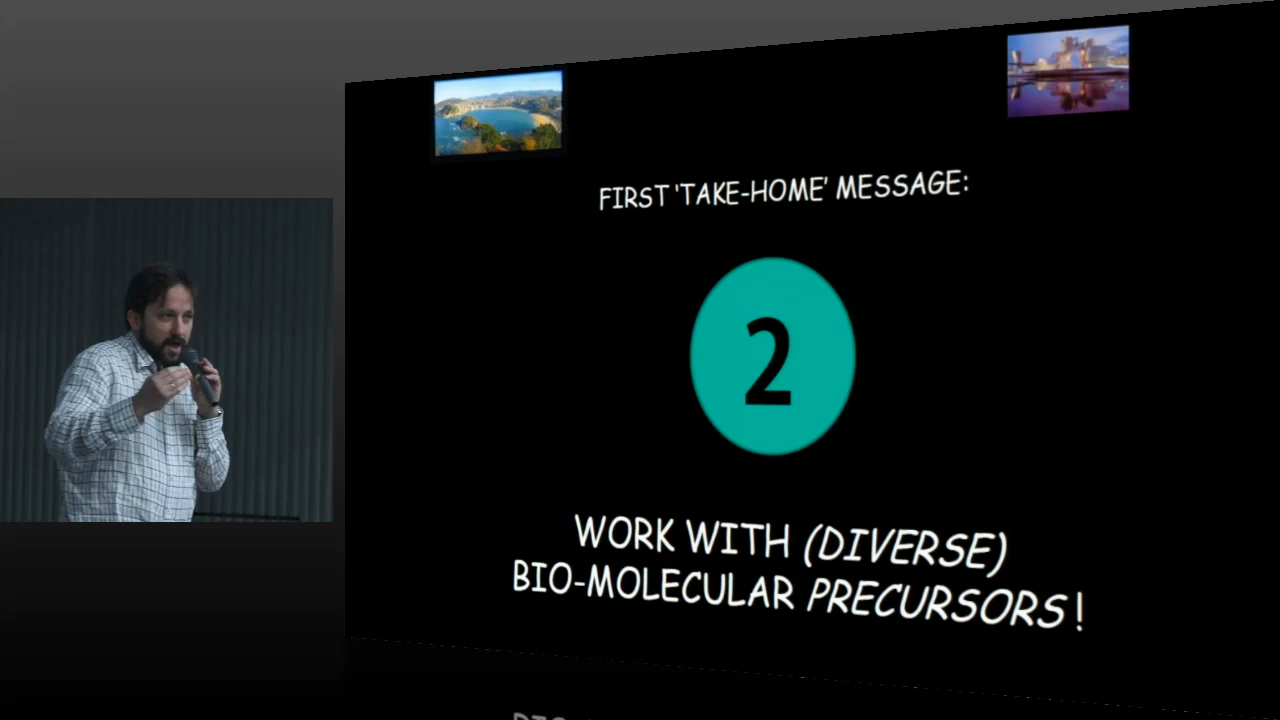 FIRST ‘TAKE-HOME’ MESSAGE:
2
WORK WITH (DIVERSE)
BIO-MOLECULAR PRECURSORS !